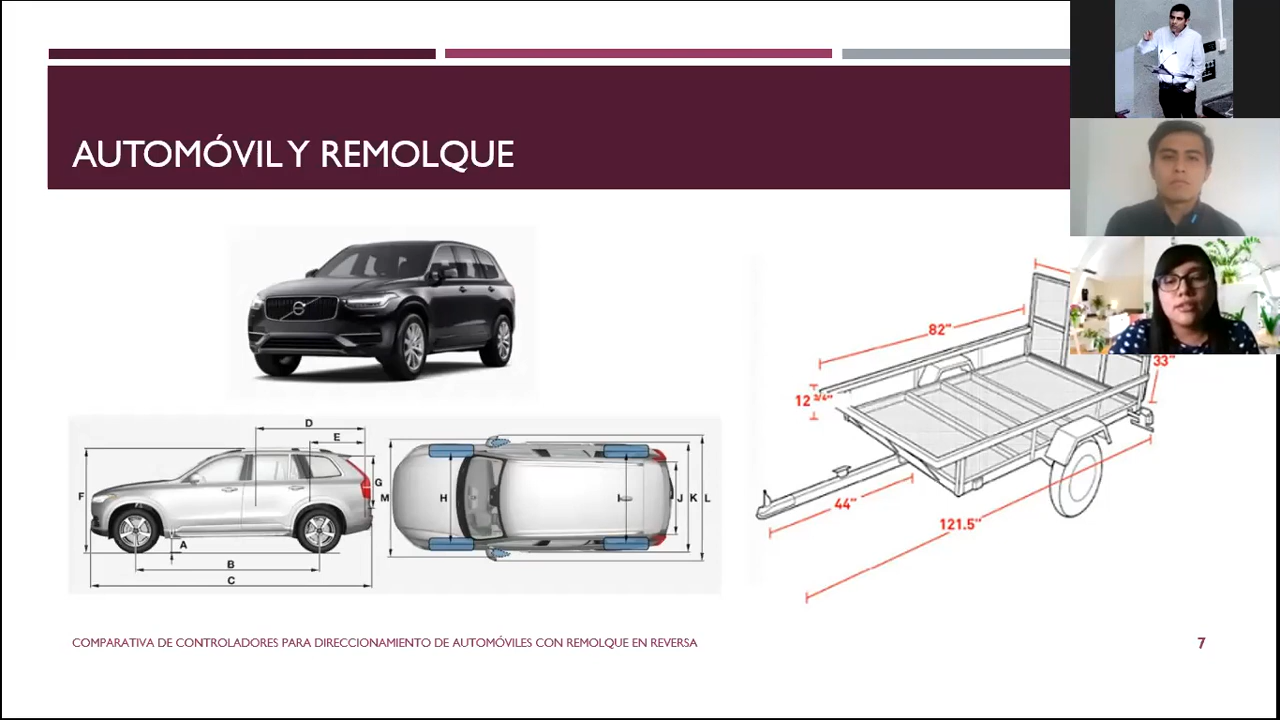 AUTOMÓVIL Y REMOLQUE
82"
12 3/4"
33"
44"
121.5"
D
E
F
G
A
B
C
M
H
I
J
K
L
COMPARATIVA DE CONTROLADORES PARA DIRECCIONAMIENTO DE AUTOMÓVILES CON REMOLQUE EN REVERSA
7